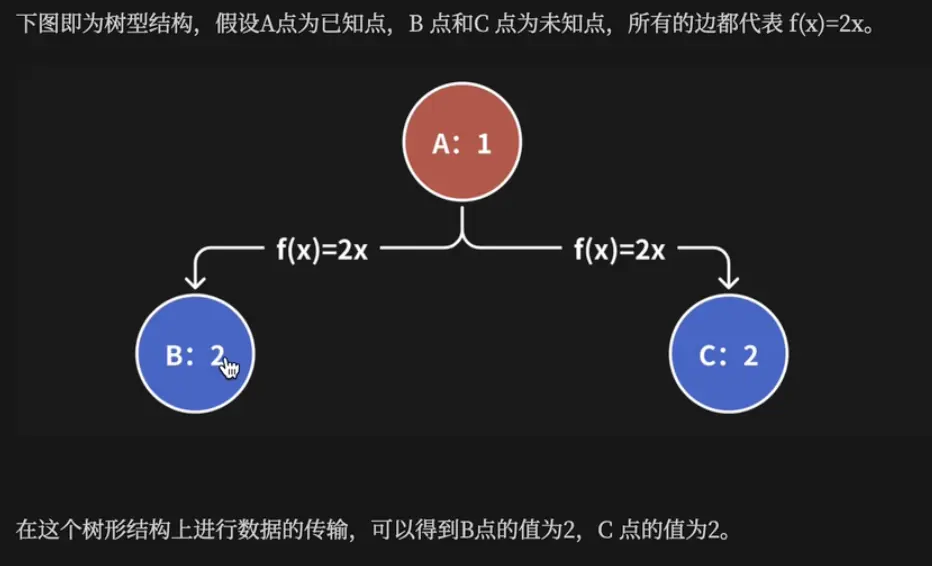 下图即为树型结构，假设A点为已知点，B 点和C 点为未知点，所有的边都代表 f(x)=2x。
A：1
f(x)=2x
f(x)=2x
B：2
C：2
在这个树形结构上进行数据的传输，可以得到B点的值为2，C 点的值为2。